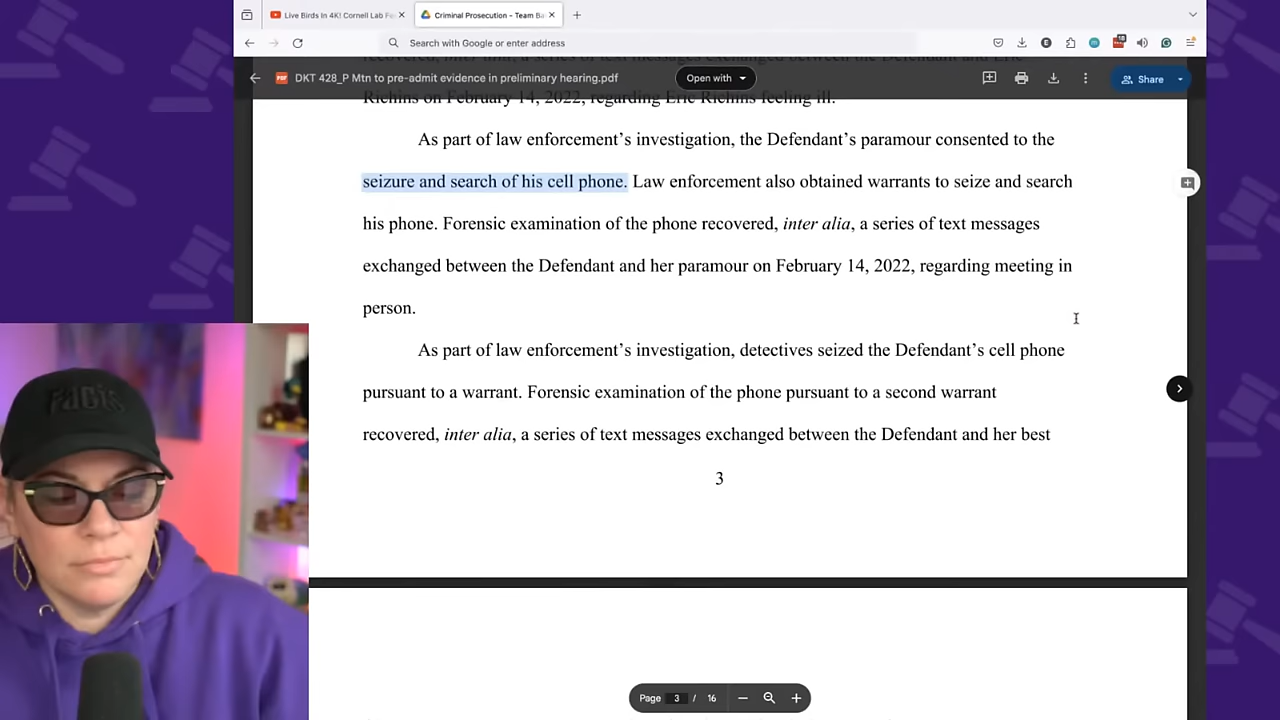 Live Birds In 4K! Cornell Lab Fe
Criminal Prosecution - Team Ba
Search with Google or enter address
18
DKT 428_P Mtn to pre-admit evidence in preliminary hearing.pdf
Open with
Share
Richins on February 14, 2022, regarding Eric Richins feeling ill.
As part of law enforcement’s investigation, the Defendant’s paramour consented to the
seizure and search of his cell phone. Law enforcement also obtained warrants to seize and search
his phone. Forensic examination of the phone recovered, inter alia, a series of text messages
exchanged between the Defendant and her paramour on February 14, 2022, regarding meeting in
person.
As part of law enforcement’s investigation, detectives seized the Defendant’s cell phone
pursuant to a warrant. Forensic examination of the phone pursuant to a second warrant
recovered, inter alia, a series of text messages exchanged between the Defendant and her best
3
Facts
Page 3 / 16